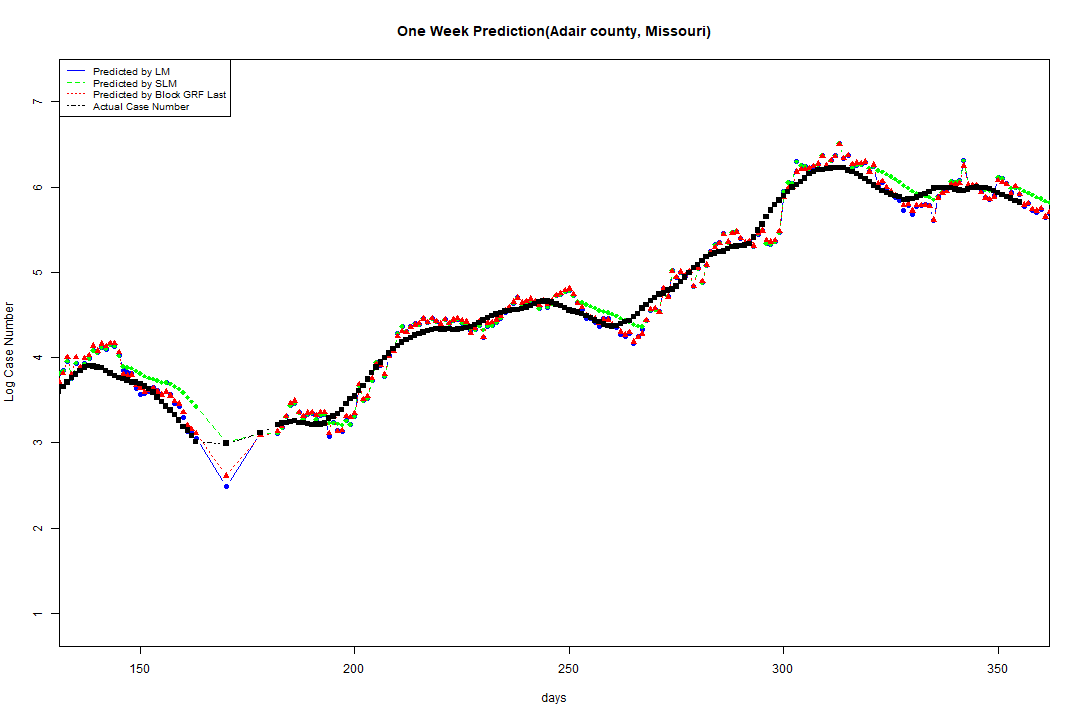 One Week Prediction(Adair county, Missouri)
Predicted by LM
Predicted by SLM
Predicted by Block GRF Last
Actual Case Number
7
6
5
4
3
2
1
Log Case Number
150 200 250 300 350
days